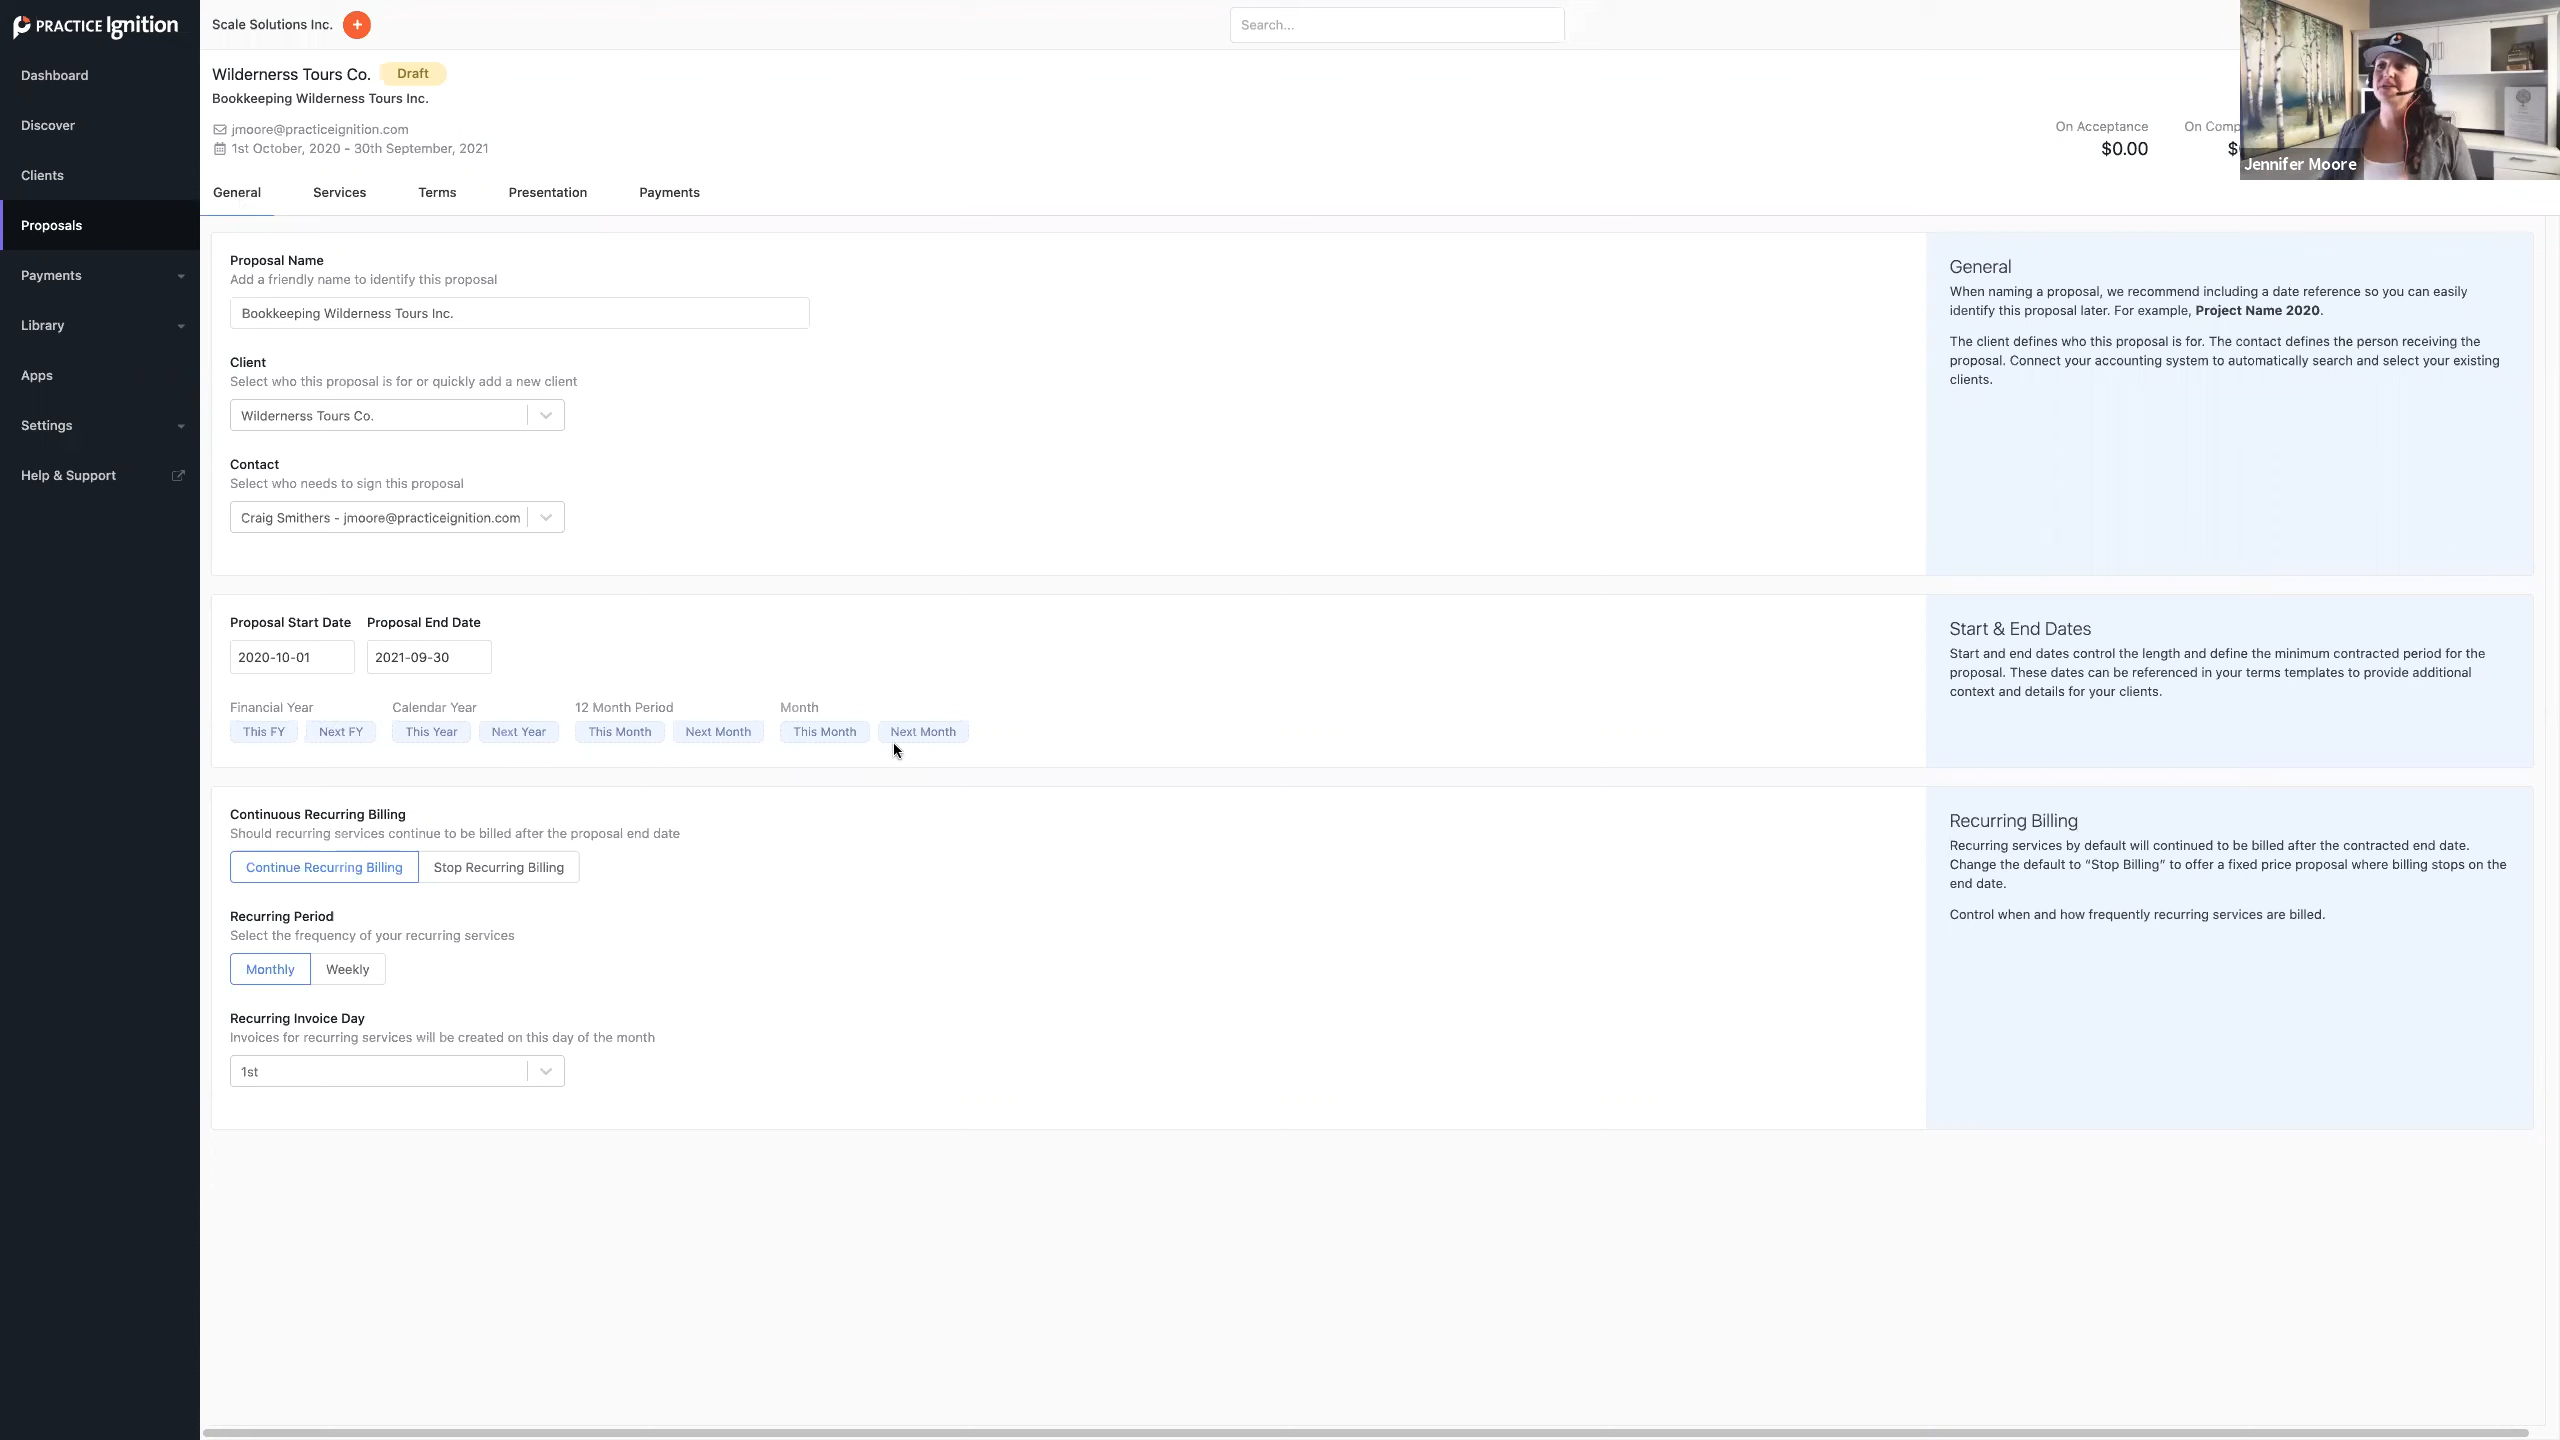 PRACTICE Ignition
Scale Solutions Inc.
Search...
Dashboard
Discover
Clients
Proposals
Payments
Library
Apps
Settings
Help & Support
Wildernerss Tours Co. Draft
Bookkeeping Wilderness Tours Inc.
jmoore@practiceignition.com
1st October, 2020 - 30th September, 2021
On Acceptance
$0.00
On Comp
$
Jennifer Moore
General Services Terms Presentation Payments
Proposal Name
Add a friendly name to identify this proposal
Bookkeeping Wilderness Tours Inc.
Client
Select who this proposal is for or quickly add a new client
Wildernerss Tours Co.
Contact
Select who needs to sign this proposal
Craig Smithers - jmoore@practiceignition.com
General
When naming a proposal, we recommend including a date reference so you can easily
identify this proposal later. For example, Project Name 2020.
The client defines who this proposal is for. The contact defines the person receiving the
proposal. Connect your accounting system to automatically search and select your existing
clients.
Proposal Start Date Proposal End Date
2020-10-01 2021-09-30
Financial Year Calendar Year 12 Month Period Month
This FY Next FY This Year Next Year This Month Next Month This Month Next Month
Start & End Dates
Start and end dates control the length and define the minimum contracted period for the
proposal. These dates can be referenced in your terms templates to provide additional
context and details for your clients.
Continuous Recurring Billing
Should recurring services continue to be billed after the proposal end date
Continue Recurring Billing Stop Recurring Billing
Recurring Period
Select the frequency of your recurring services
Monthly Weekly
Recurring Invoice Day
Invoices for recurring services will be created on this day of the month
1st
Recurring Billing
Recurring services by default will continued to be billed after the contracted end date.
Change the default to “Stop Billing” to offer a fixed price proposal where billing stops on the
end date.
Control when and how frequently recurring services are billed.